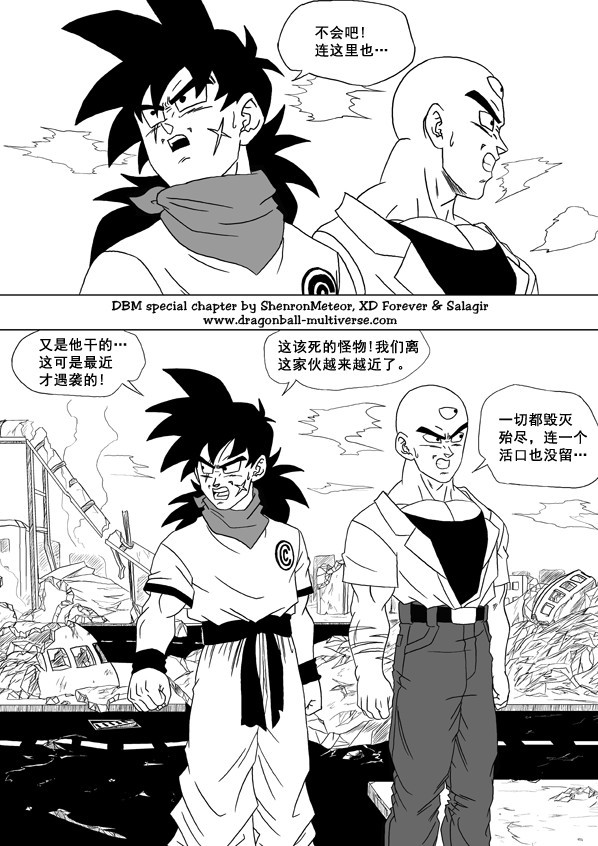 不会吧！
连这里也…
DBM special chapter by ShenronMeteor, XD Forever & Salagir
www.dragonball-multiverse.com
又是他干的…
这可是最近
才遇袭的！
这该死的怪物！我们离
这家伙越来越近了。
一切都毁灭
殆尽，连一个
活口也没留…
C